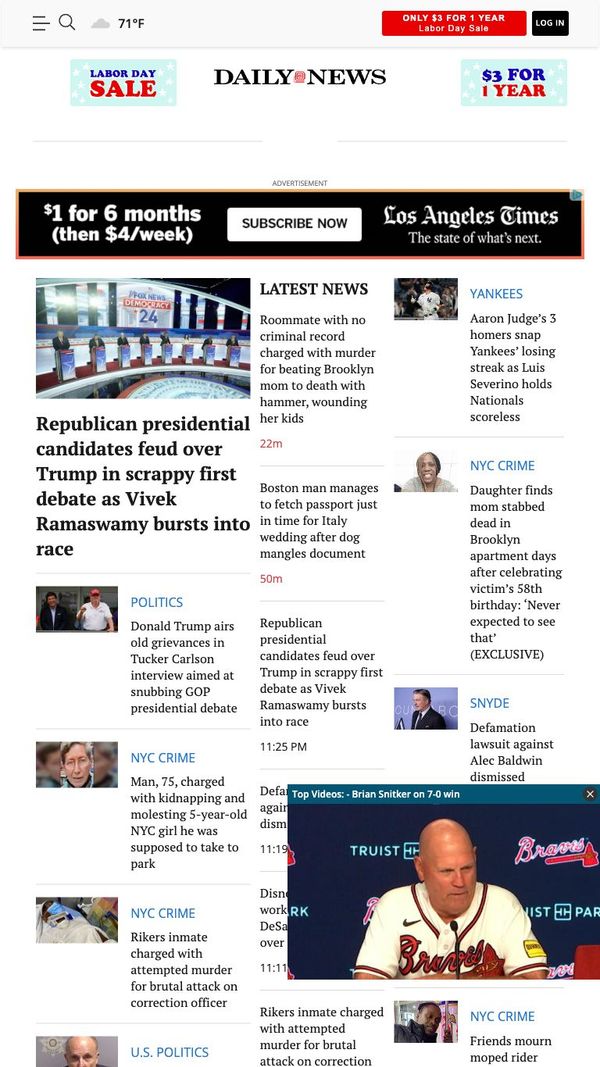 71°F
ONLY $3 FOR 1 YEAR
Labor Day Sale
LOG IN
LABOR DAY
SALE
DAILY NEWS
$3 FOR
1 YEAR
ADVERTISEMENT
$1 for 6 months
(then $4/week)
SUBSCRIBE NOW
Los Angeles Times
The state of what's next.
FOX NEWS
DEMOCRACY
24
Republican presidential
candidates feud over
Trump in scrappy first
debate as Vivek
Ramaswamy bursts into
race
POLITICS
Donald Trump airs
old grievances in
Tucker Carlson
interview aimed at
snubbing GOP
presidential debate
NYC CRIME
Man, 75, charged
with kidnapping and
molesting 5-year-old
NYC girl he was
supposed to take to
park
NYC CRIME
Rikers inmate
charged with
attempted murder
for brutal attack on
correction officer
U.S. POLITICS
LATEST NEWS
Roommate with no
criminal record
charged with murder
for beating Brooklyn
mom to death with
hammer, wounding
her kids
22m
Boston man manages
to fetch passport just
in time for Italy
wedding after dog
mangles document
50m
Republican
presidential
candidates feud over
Trump in scrappy first
debate as Vivek
Ramaswamy bursts
into race
11:25 PM
Defa
again
dism
11:19
Disne
work
DeSa
over
11:11
Rikers inmate charged
with attempted
murder for brutal
attack on correction
YANKEES
Aaron Judge's 3
homers snap
Yankees' losing
streak as Luis
Severino holds
Nationals
scoreless
NYC CRIME
Daughter finds
mom stabbed
dead in
Brooklyn
apartment days
after celebrating
victim's 58th
birthday: 'Never
expected to see
that'
(EXCLUSIVE)
SNYDE
Defamation
lawsuit against
Alec Baldwin
dismissed
Top Videos: - Brian Snitker on 7-0 win
TRUIST
Braves
RK
IST PAR
Braves
NYC CRIME
Friends mourn
moped rider